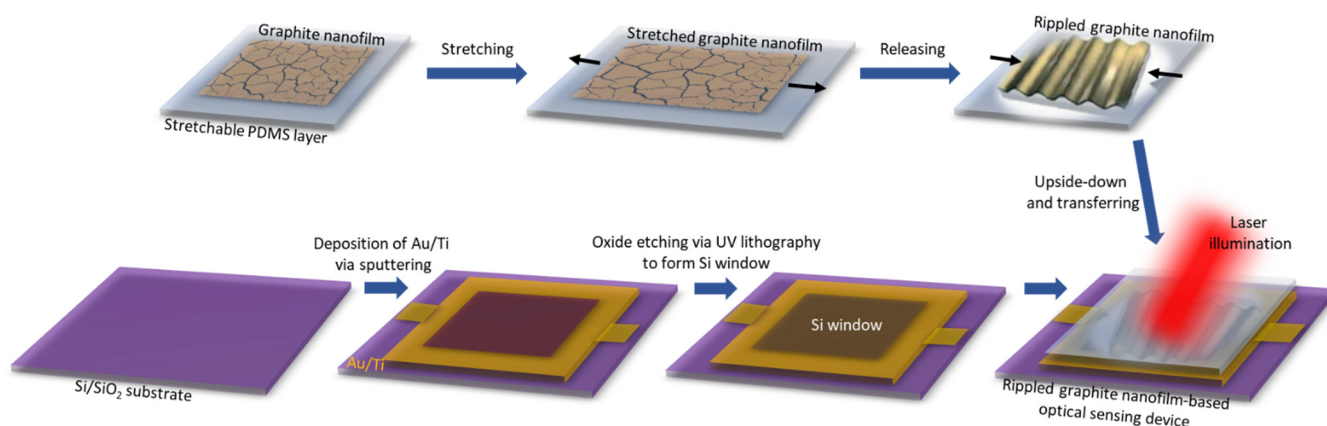 Graphite nanofilm
Stretching
Stretched graphite nanofilm
Releasing
Rippled graphite nanofilm
Stretchable PDMS layer
Upside-down
and transferring
Laser
illumination
Deposition of Au/Ti
via sputtering
Oxide etching via UV lithography
to form Si window
Si window
Au/Ti
Si/SiO₂ substrate
Rippled graphite nanofilm-based
optical sensing device